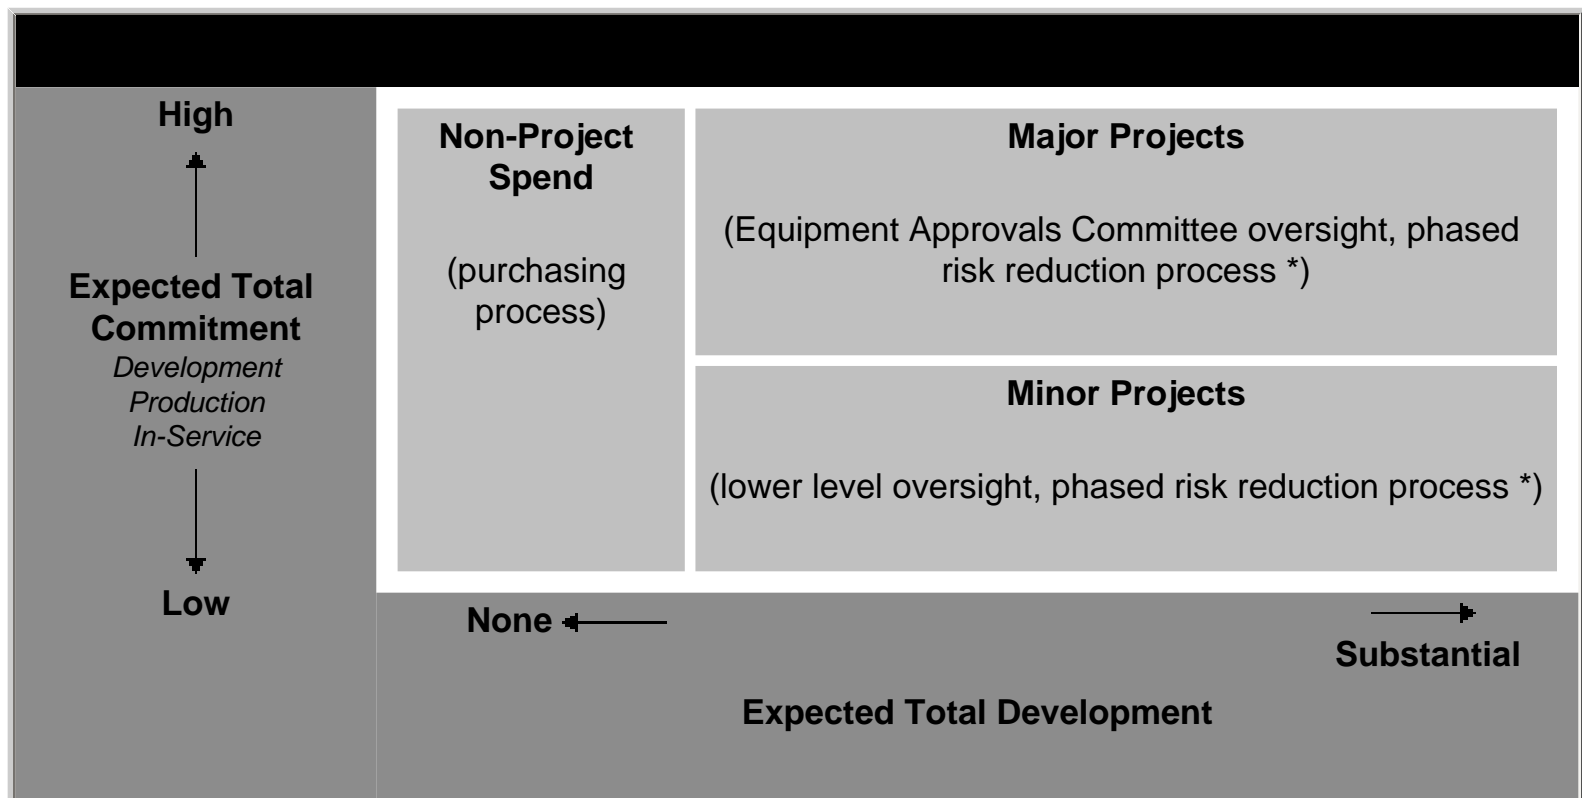 High
Expected Total
Commitment
Development
Production
In-Service
Low
Non-Project
Spend
(purchasing
process)
Major Projects
(Equipment Approvals Committee oversight, phased
risk reduction process *)
Minor Projects
(lower level oversight, phased risk reduction process *)
None
Substantial
Expected Total Development